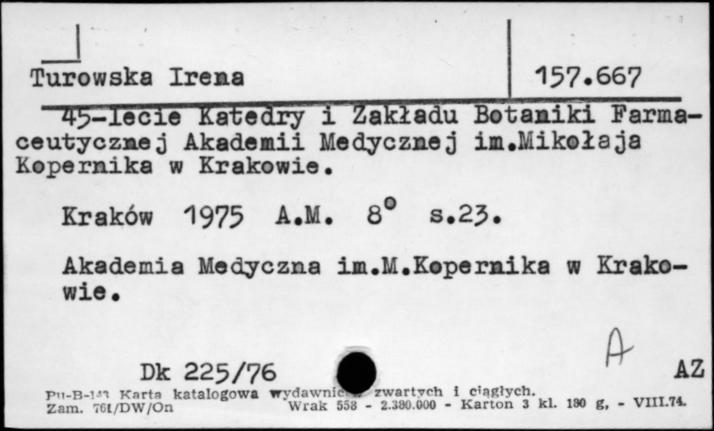 Turowska Irena 157.667
45-lecie Katedry i Zakładu Botaniki Farma-
ceutycznej Akademii Medycznej im.Mikołaja
Kopernika w Krakowie.
Kraków 1975 A.M. 8° s.23.
Akademia Medyczna im.M.Kopernika w Krako-
wie.
A
Dk 225/76 AZ
Karta katalogowa zwartych i ciągłych.
Zam. 761/DW/On Wrak 558 - 2.380.000 - Karton 3 kl. 180 g, - VIII.74.